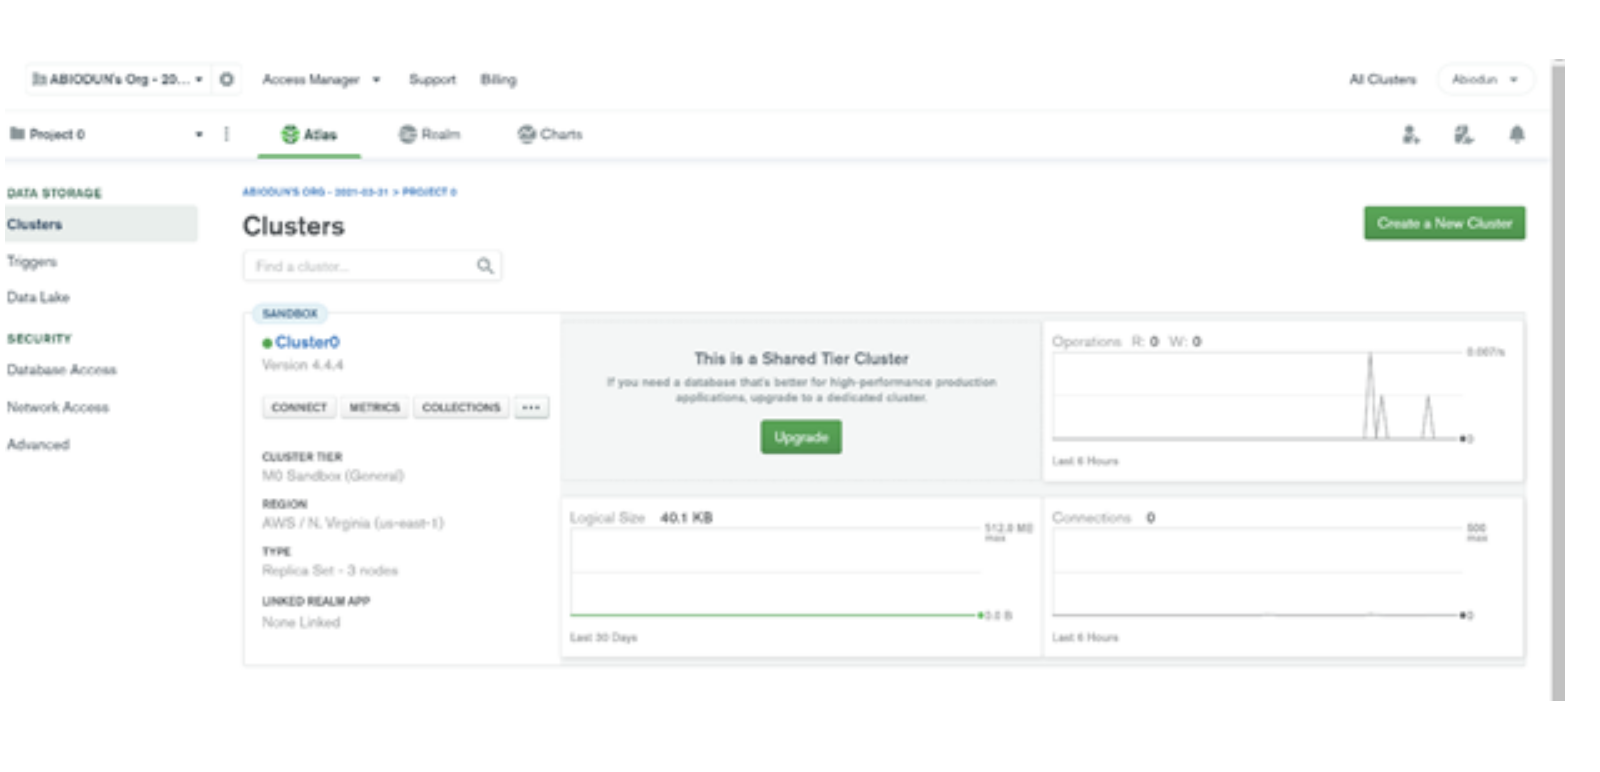 ABIODUN's Org - 20... Access Manager Support Billing All Clusters Abiodun
Project 0 Atlas Realm Charts
DATA STORAGE
Clusters
Triggers
Data Lake
SECURITY
Database Access
Network Access
Advanced
ABIODUN'S ORG - 2021-03-31 > PROJECT 0
Clusters
Create a New Cluster
Find a cluster...
SANDBOX
Cluster0
Version 4.4.4
CONNECT METRICS COLLECTIONS ...
CLUSTER TIER
M0 Sandbox (General)
REGION
AWS / N. Virginia (us-east-1)
TYPE
Replica Set - 3 nodes
LINKED REALM APP
None Linked
This is a Shared Tier Cluster
If you need a database that's better for high-performance production
applications, upgrade to a dedicated cluster.
Upgrade
Operations R: 0 W: 0
0.067/s
0
Last 6 Hours
Logical Size 40.1 KB
512.0 MB
max
0.0 B
Last 30 Days
Connections 0
500
max
0
Last 6 Hours